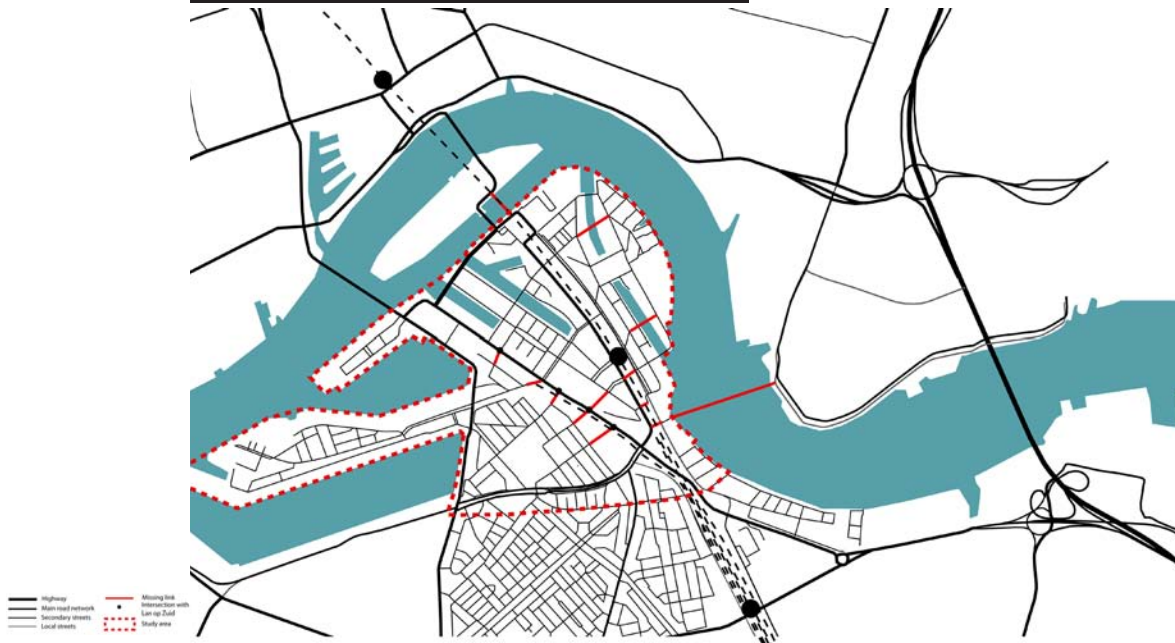 Highway
Main road network
Secondary streets
Local streets
Missing link
Intersection with
Lan op Zuid
Study area